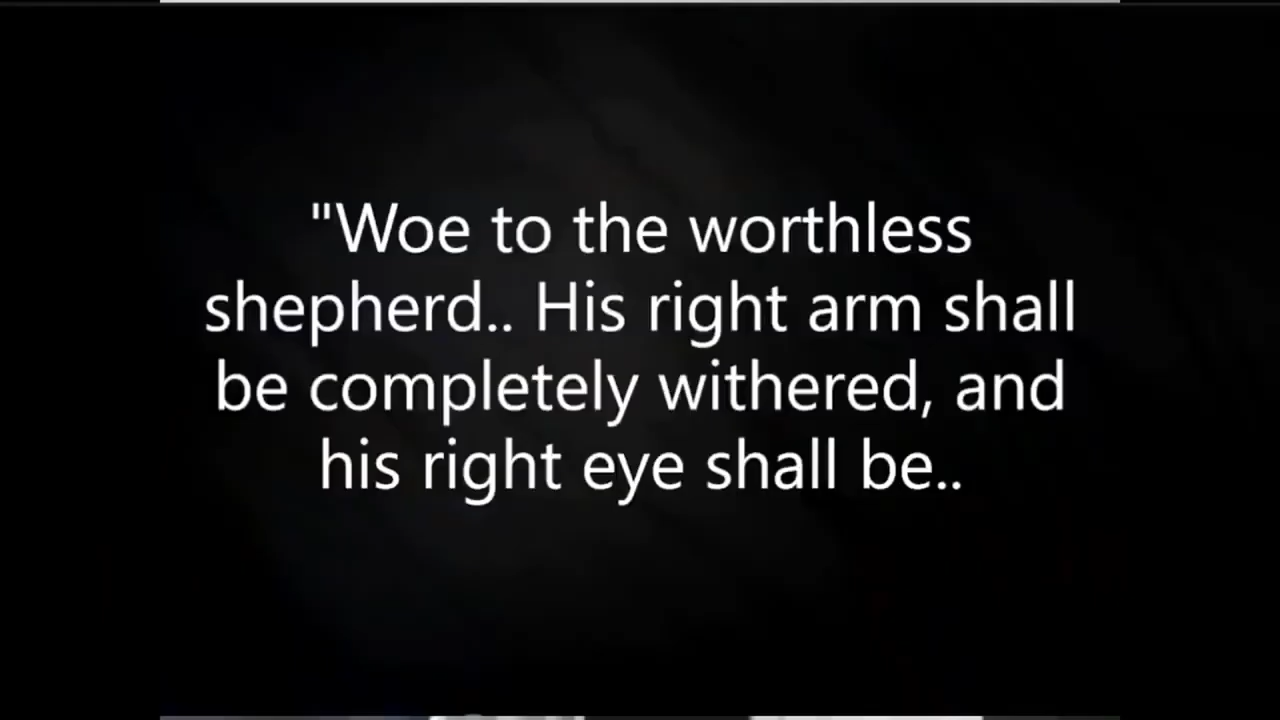 "Woe to the worthless
shepherd.. His right arm shall
be completely withered, and
his right eye shall be..